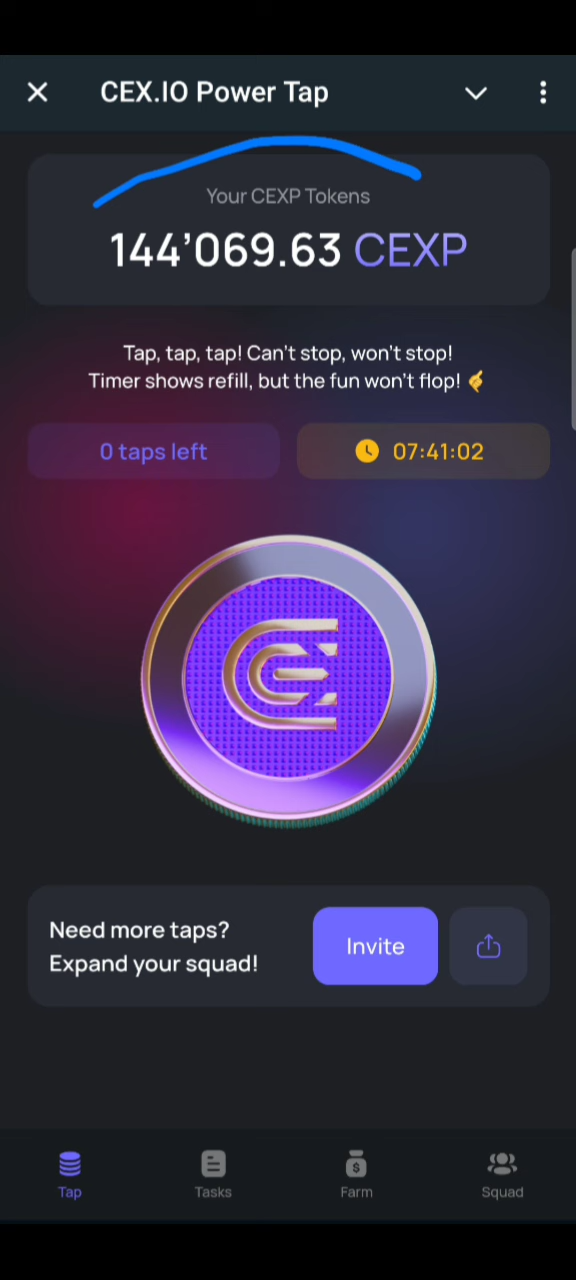 CEX.IO Power Tap
Your CEXP Tokens
144’069.63 CEXP
Tap, tap, tap! Can't stop, won't stop!
Timer shows refill, but the fun won't flop! 🤙
0 taps left
07:41:02
Need more taps?
Expand your squad!
Invite
Tap
Tasks
Farm
Squad